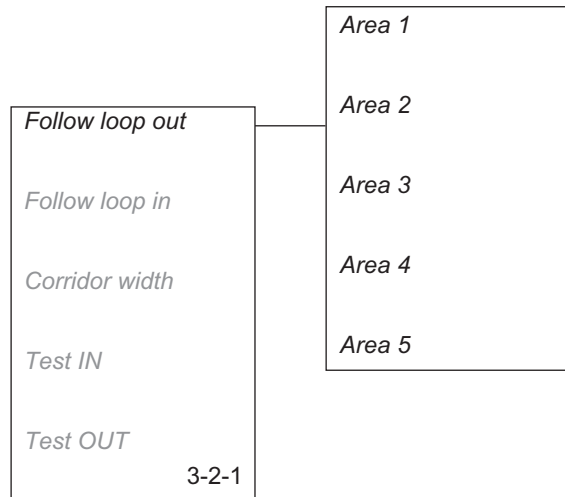 Follow loop out
Follow loop in
Corridor width
Test IN
Test OUT
3-2-1
Area 1
Area 2
Area 3
Area 4
Area 5